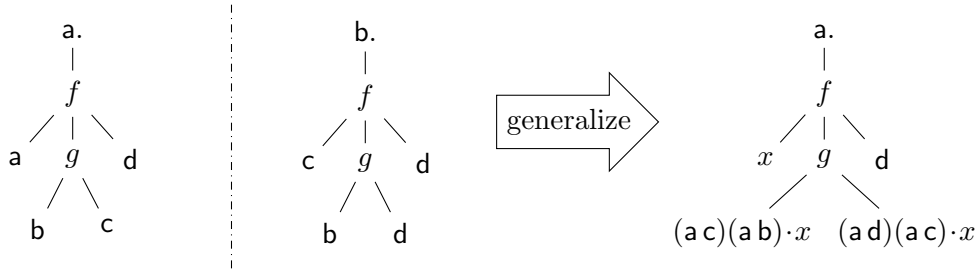 a. b. a.
f f generalize f
a g d c g d x g d
b c b d (a c)(a b)·x (a d)(a c)·x